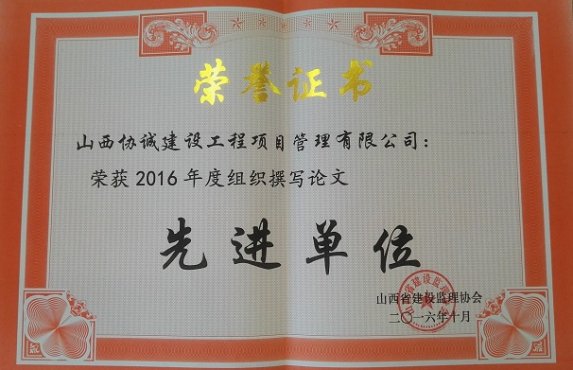 荣誉证书
山西协诚建设工程项目管理有限公司：
荣获2016年度组织撰写论文
先进单位
山西省建设监理协会
二〇一六年十月